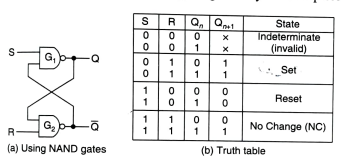 S
G1
Q
G2
R
Q̅
(a) Using NAND gates
S R Qn Qn+1 State
0 0 0 × Indeterminate
0 0 1 × (invalid)
0 1 0 1 Set
0 1 1 1
1 0 0 0 Reset
1 0 1 0
1 1 0 0 No Change (NC)
1 1 1 1
(b) Truth table